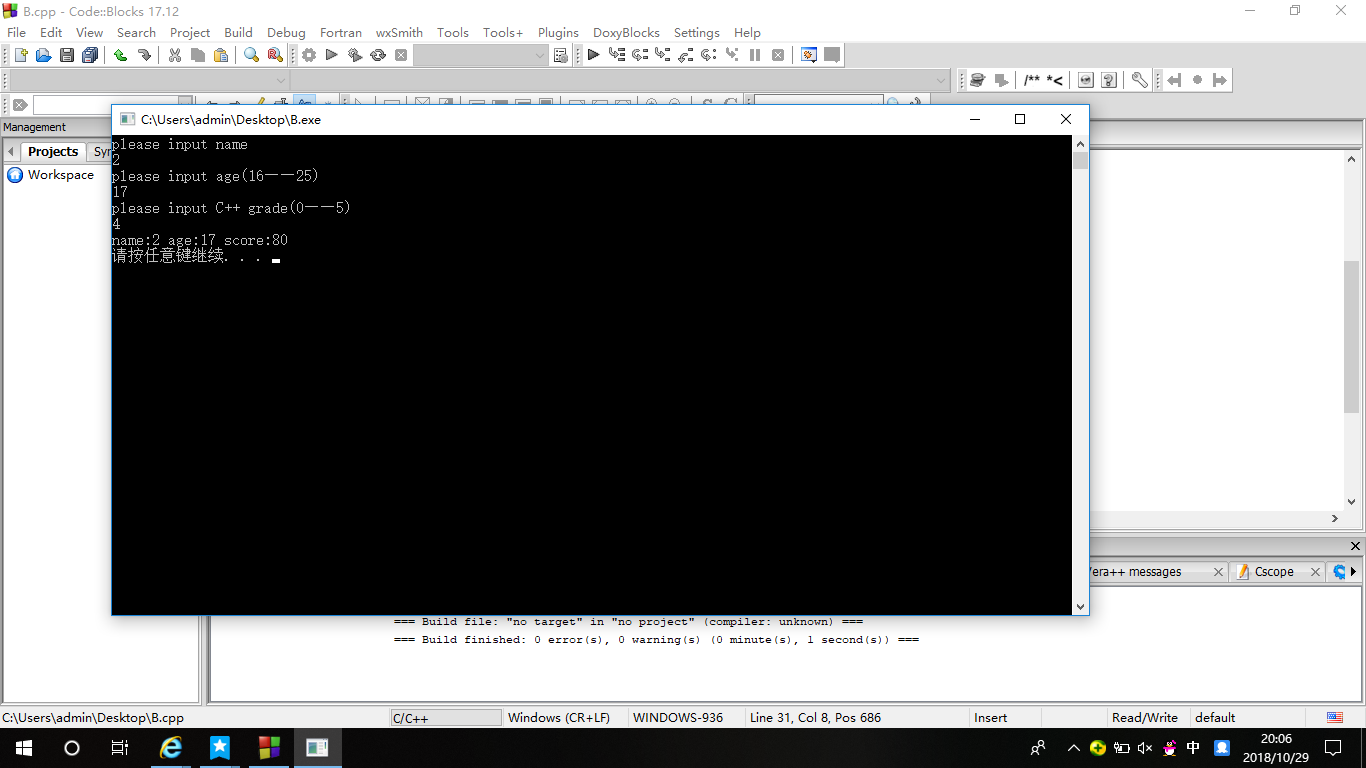 B.cpp - Code::Blocks 17.12
File Edit View Search Project Build Debug Fortran wxSmith Tools Tools+ Plugins DoxyBlocks Settings Help
/** *<
C:\Users\admin\Desktop\B.exe
Management
Projects
Workspace
please input name
2
please input age(16——25)
17
please input C++ grade(0——5)
4
name:2 age:17 score:80
请按任意键继续. . .
messages Cscope
=== Build file: "no target" in "no project" (compiler: unknown) ===
=== Build finished: 0 error(s), 0 warning(s) (0 minute(s), 1 second(s)) ===
C:\Users\admin\Desktop\B.cpp C/C++ Windows (CR+LF) WINDOWS-936 Line 31, Col 8, Pos 686 Insert Read/Write default
中
20:06
2018/10/29